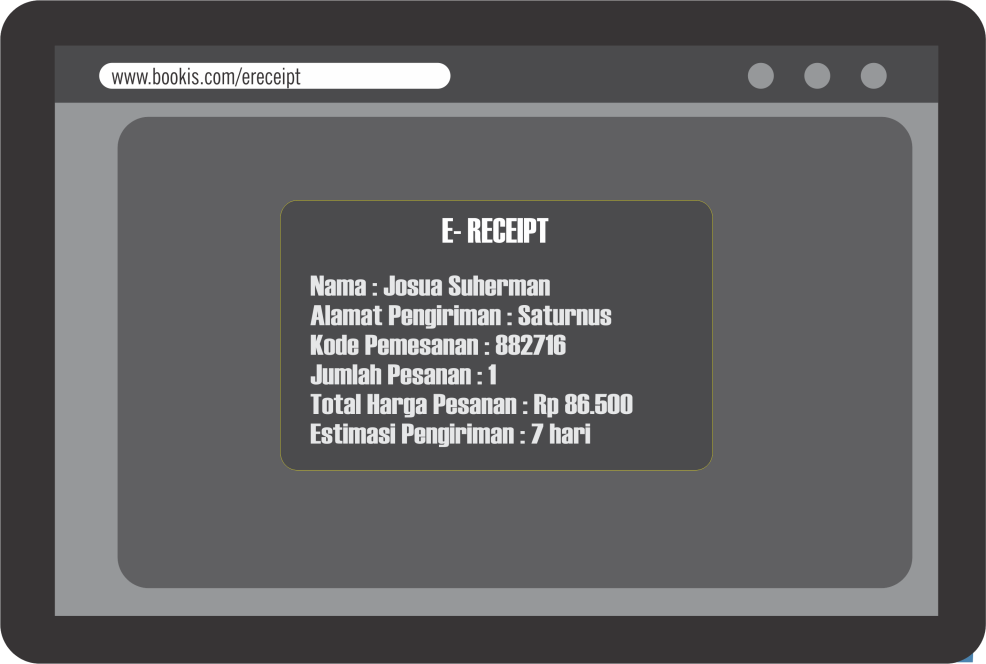 www.bookis.com/ereceipt
E- RECEIPT
Nama : Josua Suherman
Alamat Pengiriman : Saturnus
Kode Pemesanan : 882716
Jumlah Pesanan : 1
Total Harga Pesanan : Rp 86.500
Estimasi Pengiriman : 7 hari